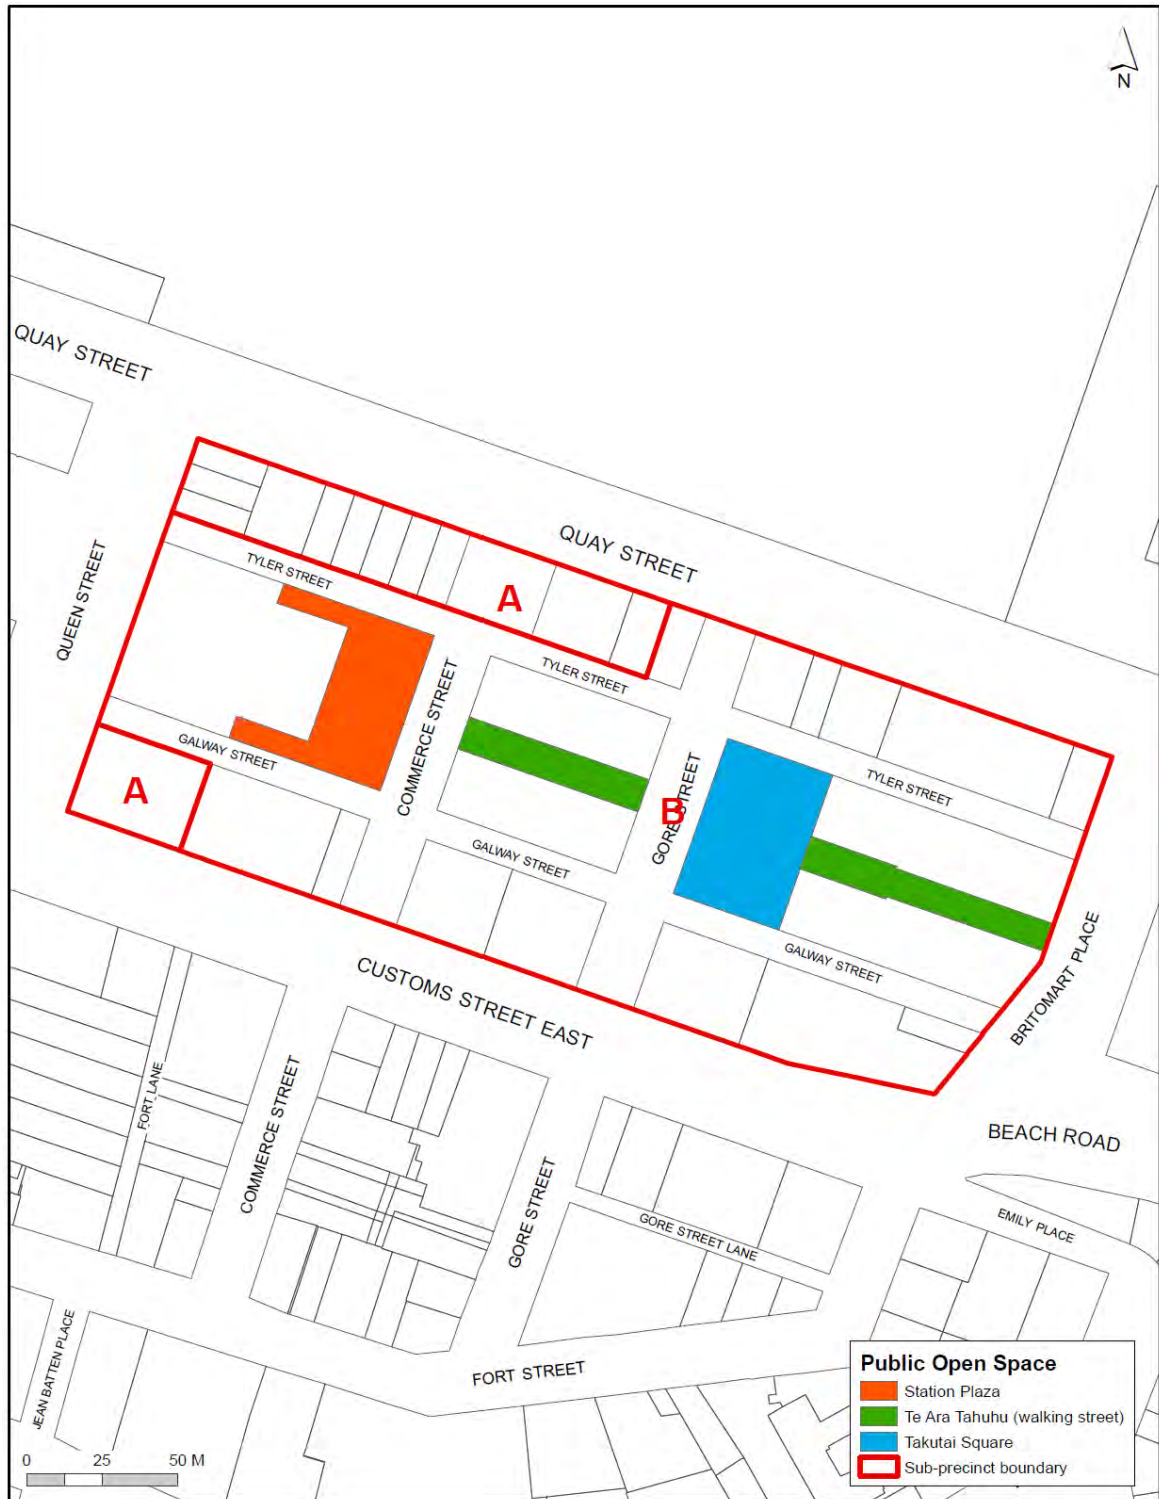 N
QUAY STREET
QUAY STREET
QUEEN STREET
TYLER STREET
A
TYLER STREET
COMMERCE STREET
GALWAY STREET
A
GORE STREET
B
TYLER STREET
GALWAY STREET
GALWAY STREET
BRITOMART PLACE
CUSTOMS STREET EAST
FORT LANE
COMMERCE STREET
GORE STREET
BEACH ROAD
EMILY PLACE
GORE STREET LANE
FORT STREET
JEAN BATTEN PLACE
Public Open Space
Station Plaza
Te Ara Tahuhu (walking street)
Takutai Square
Sub-precinct boundary
0 25 50 M